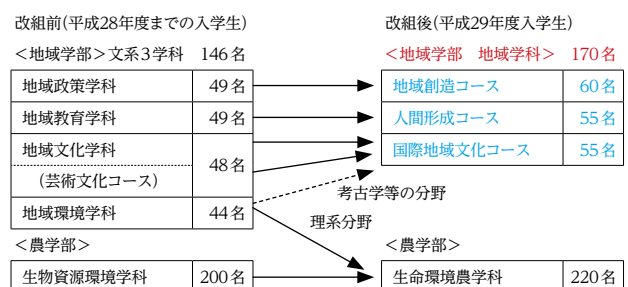 改組前(平成28年度までの入学生)
<地域学部>文系3学科 146名
地域政策学科 49名
地域教育学科 49名
地域文化学科
48名
(芸術文化コース)
地域環境学科 44名
<農学部>
生物資源環境学科 200名
改組後(平成29年度入学生)
<地域学部 地域学科> 170名
地域創造コース 60名
人間形成コース 55名
国際地域文化コース 55名
考古学等の分野
理系分野
<農学部>
生命環境農学科 220名